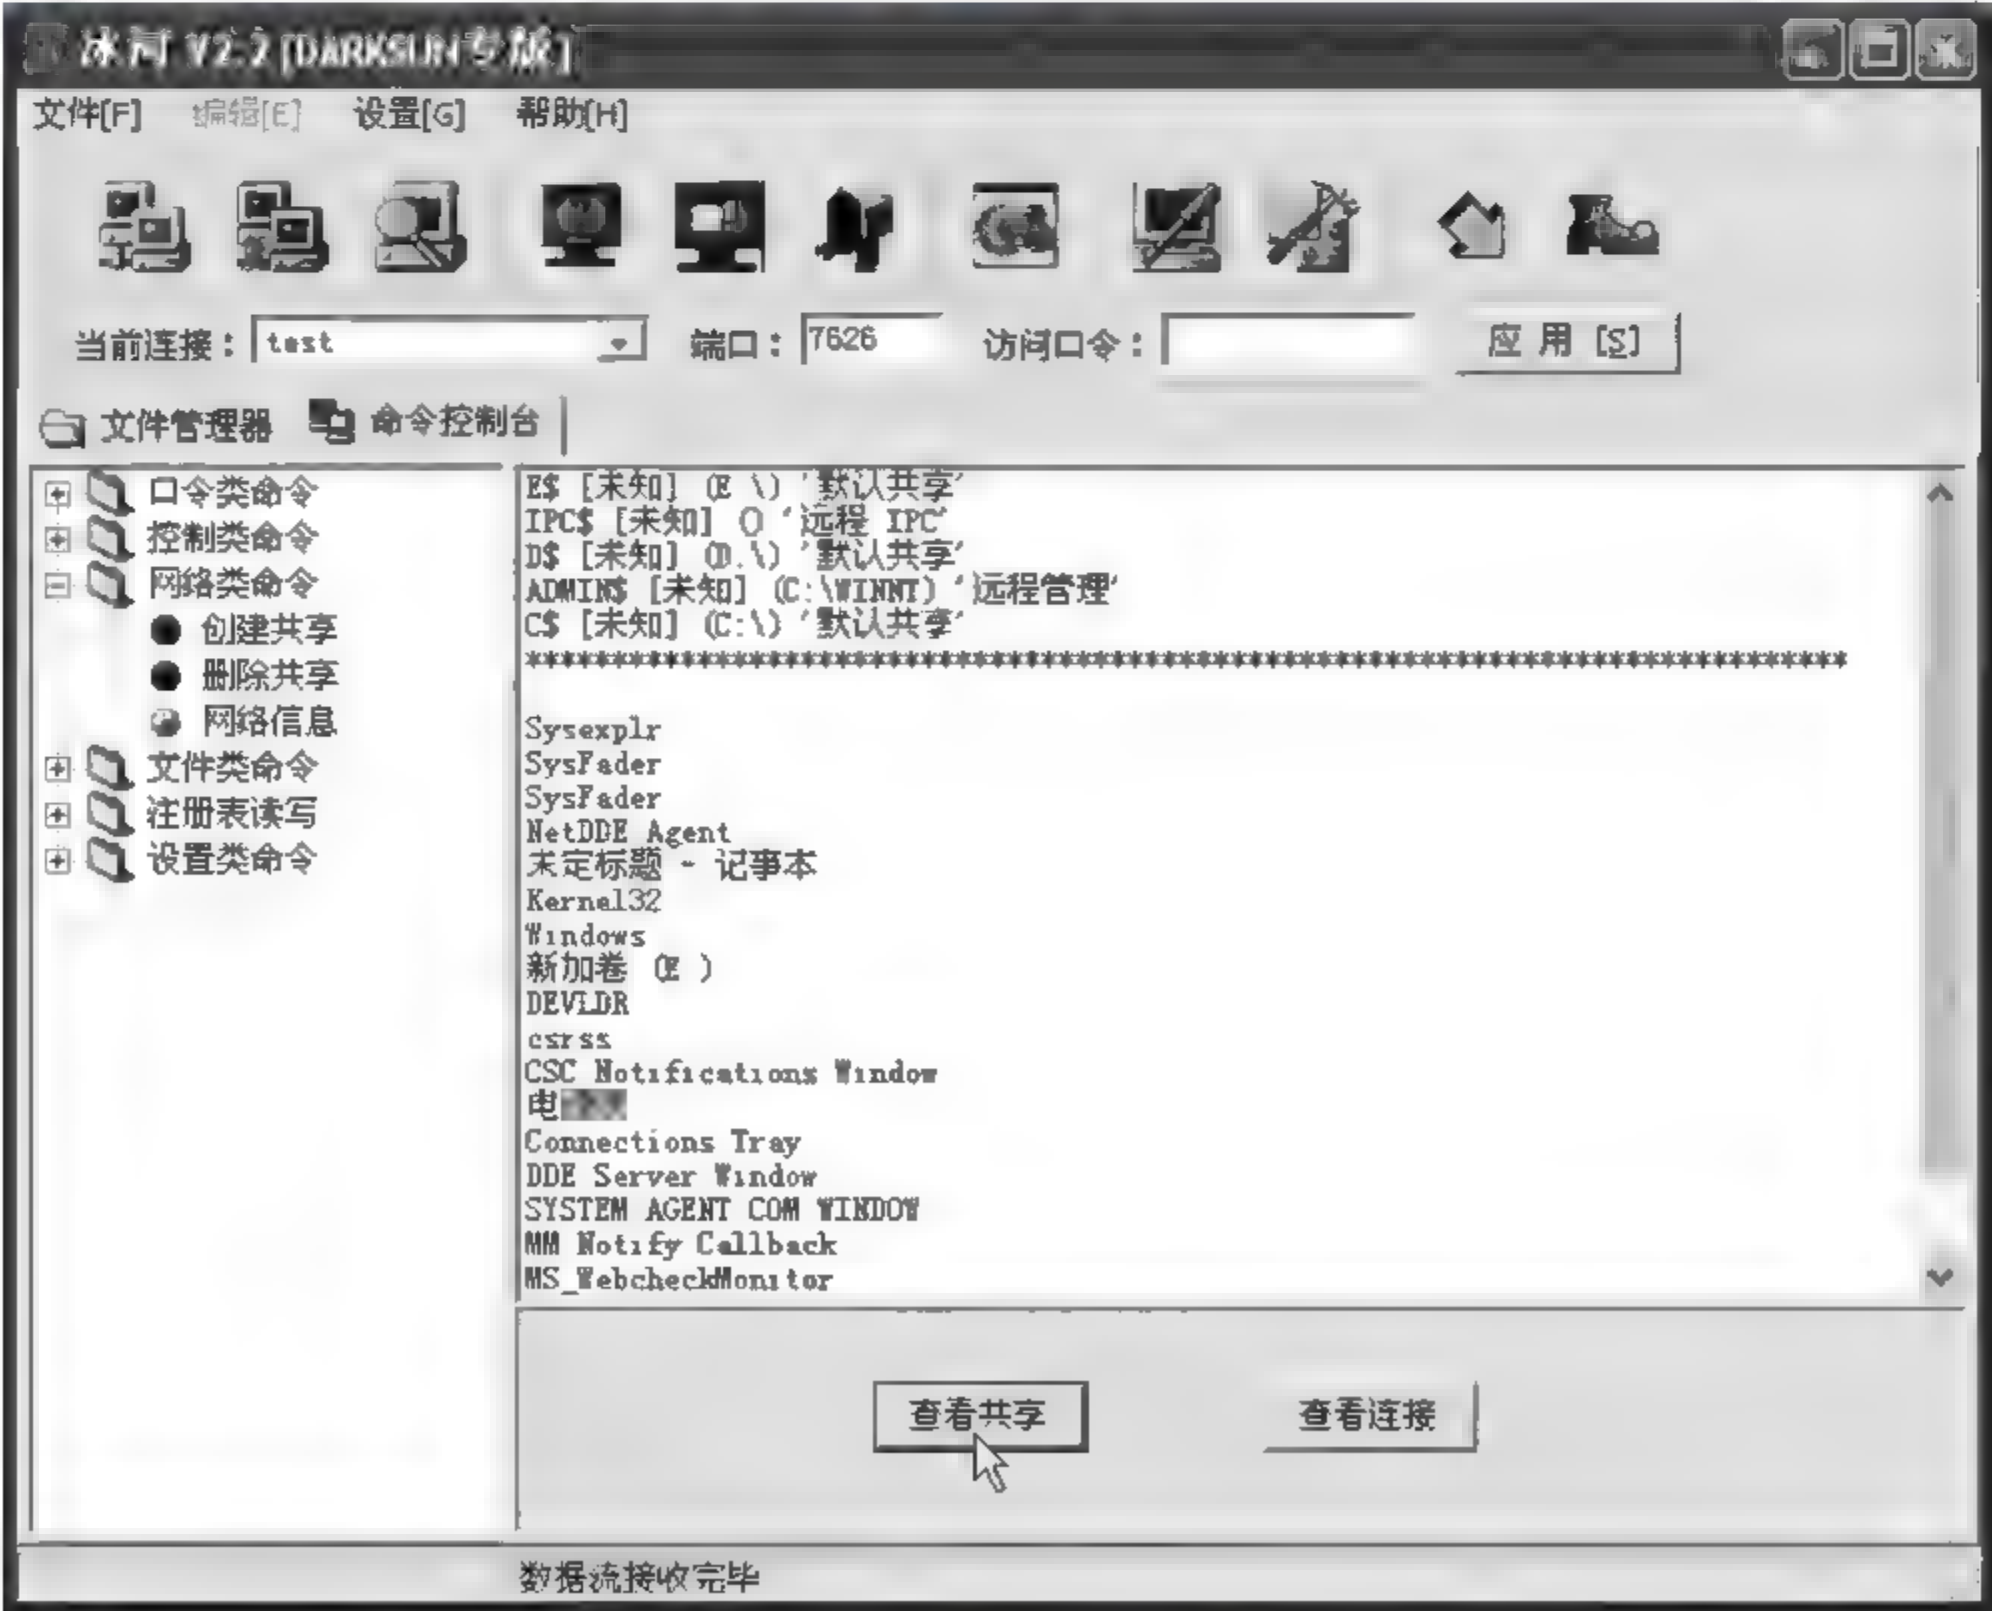 冰河 V2.2 [DARKSUN专版]
文件[F] 编辑[E] 设置[G] 帮助[H]
当前连接: test 端口: 7626 访问口令: 应 用 [S]
文件管理器 命令控制台
口令类命令
控制类命令
网络类命令
创建共享
删除共享
网络信息
文件类命令
注册表读写
设置类命令
E$ [未知] (E \) '默认共享'
IPC$ [未知] () '远程 IPC'
D$ [未知] (D.\) '默认共享'
ADMIN$ [未知] (C:\WINNT) '远程管理'
C$ [未知] (C:\) '默认共享'
******************************************************************************
Sysexplr
SysFader
SysFader
NetDDE Agent
未定标题 - 记事本
Kernel32
Windows
新加卷 (E )
DEVLDR
csrss
CSC Notifications Window
电
Connections Tray
DDE Server Window
SYSTEM AGENT COM WINDOW
MM Notify Callback
MS_WebcheckMonitor
查看共享 查看连接
数据流接收完毕